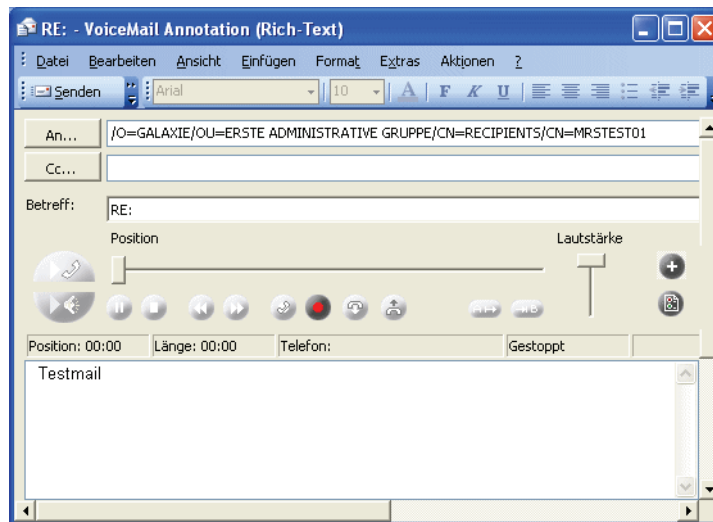 RE: - VoiceMail Annotation (Rich-Text)
Datei Bearbeiten Ansicht Einfügen Format Extras Aktionen ?
Senden Arial 10 A F K U
An... /O=GALAXIE/OU=ERSTE ADMINISTRATIVE GRUPPE/CN=RECIPIENTS/CN=MRSTEST01
Cc...
Betreff: RE:
Position Lautstärke
Position: 00:00 Länge: 00:00 Telefon: Gestoppt
Testmail